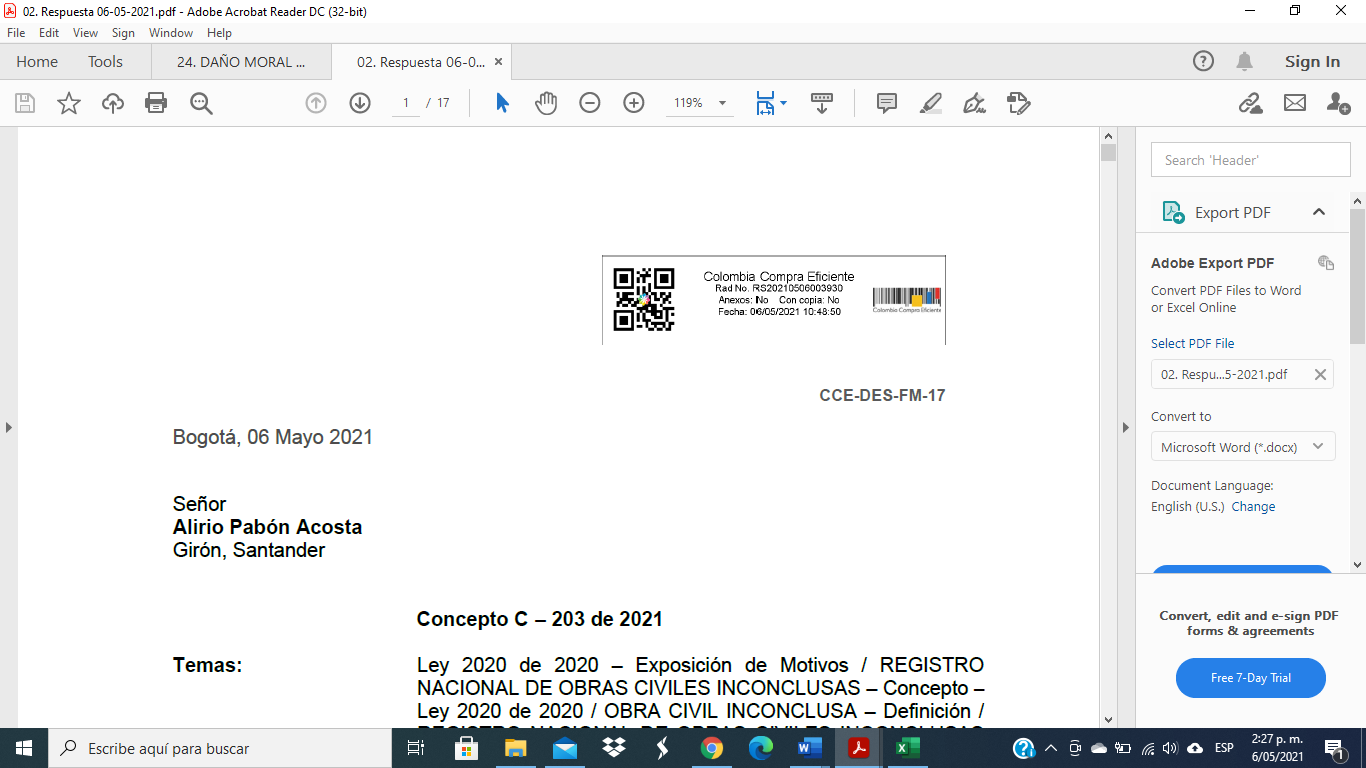 02. Respuesta 06-05-2021.pdf - Adobe Acrobat Reader DC (32-bit)
File Edit View Sign Window Help
Home Tools 24. DAÑO MORAL ... 02. Respuesta 06-0... Sign In
1 / 17 119%
Search 'Header'
Export PDF
Adobe Export PDF
Convert PDF Files to Word
or Excel Online
Select PDF File
02. Respu...5-2021.pdf
Convert to
Microsoft Word (*.docx)
Document Language:
English (U.S.) Change
Convert, edit and e-sign PDF
forms & agreements
Free 7-Day Trial
Colombia Compra Eficiente
Rad No. RS20210506003930
Anexos: No Con copia: No
Fecha: 06/05/2021 10:48:50
Colombia Compra Eficiente
CCE-DES-FM-17
Bogotá, 06 Mayo 2021
Señor
Alirio Pabón Acosta
Girón, Santander
Concepto C – 203 de 2021
Temas: Ley 2020 de 2020 – Exposición de Motivos / REGISTRO
NACIONAL DE OBRAS CIVILES INCONCLUSAS – Concepto –
Ley 2020 de 2020 / OBRA CIVIL INCONCLUSA – Definición /
REGISTRO NACIONAL DE OBRAS CIVILES INCONCLUSAS
Escribe aquí para buscar
ESP
2:27 p. m.
6/05/2021
1